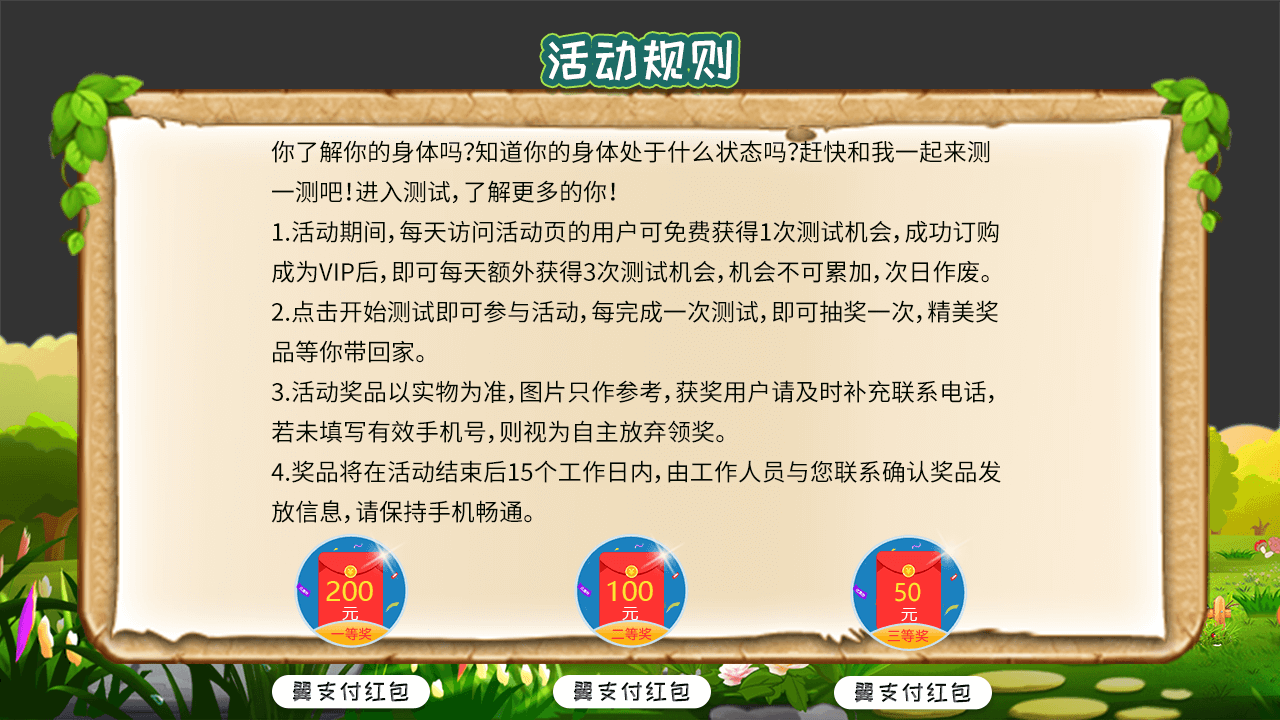 活动规则
你了解你的身体吗？知道你的身体处于什么状态吗？赶快和我一起来测
一测吧！进入测试，了解更多的你！
1.活动期间，每天访问活动页的用户可免费获得1次测试机会，成功订购
成为VIP后，即可每天额外获得3次测试机会，机会不可累加，次日作废。
2.点击开始测试即可参与活动，每完成一次测试，即可抽奖一次，精美奖
品等你带回家。
3.活动奖品以实物为准，图片只作参考，获奖用户请及时补充联系电话，
若未填写有效手机号，则视为自主放弃领奖。
4.奖品将在活动结束后15个工作日内，由工作人员与您联系确认奖品发
放信息，请保持手机畅通。
¥ ¥ ¥
200 100 50
元 元 元
一等奖 二等奖 三等奖
翼支付红包 翼支付红包 翼支付红包